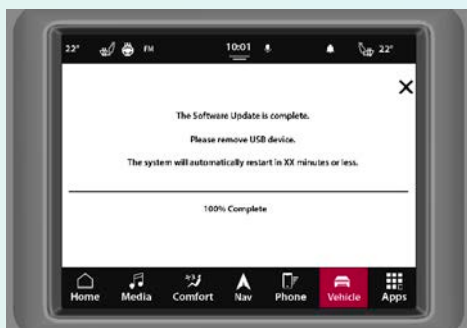 22° FM 10:01 22°
The Software Update is complete.
Please remove USB device.
The system will automatically restart in XX minutes or less.
100% Complete
Home Media Comfort Nav Phone Vehicle Apps